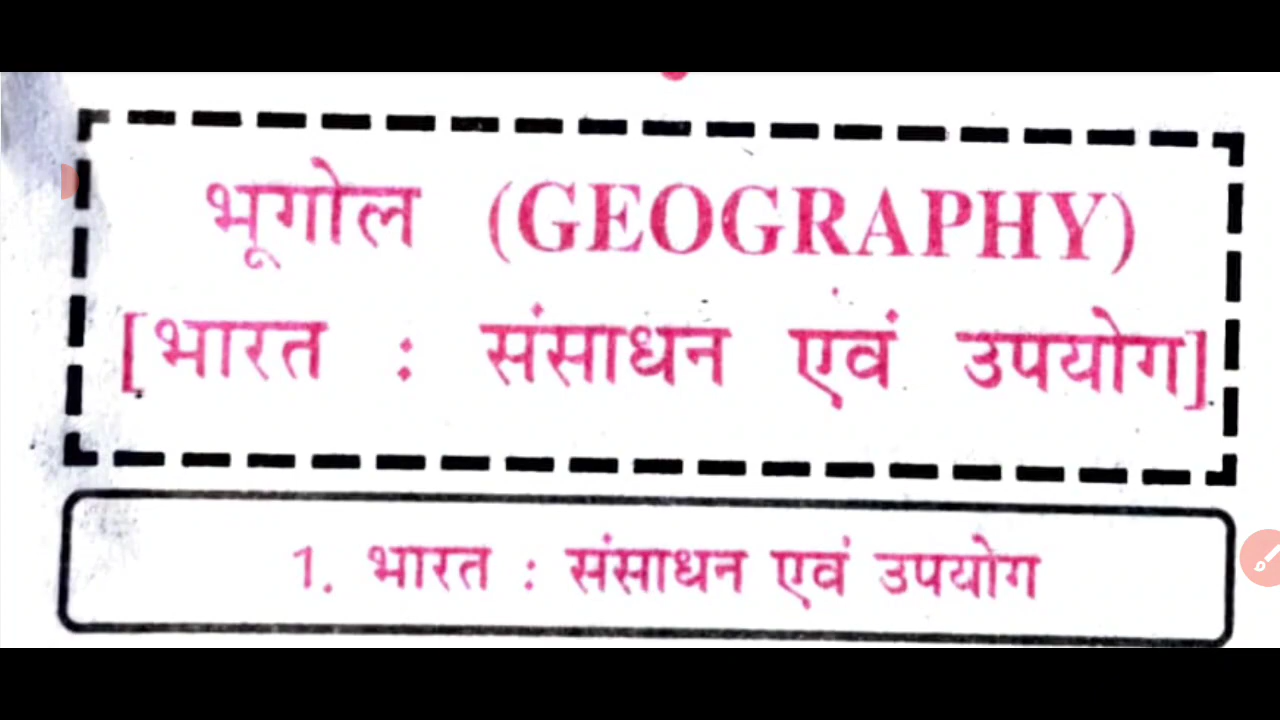 भूगोल (GEOGRAPHY)
[भारत : संसाधन एवं उपयोग]
1. भारत : संसाधन एवं उपयोग